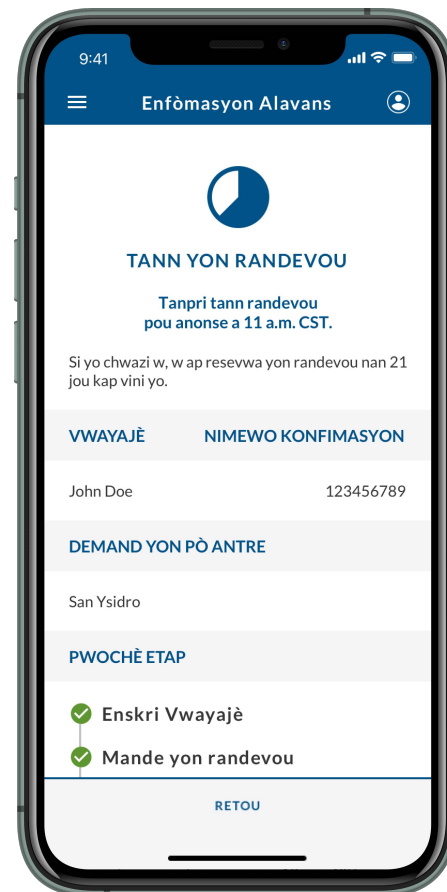 9:41
Enfòmasyon Alavans
TANN YON RANDEVOU
Tanpri tann randevou
pou anonse a 11 a.m. CST.
Si yo chwazi w, w ap resevwa yon randevou nan 21
jou kap vini yo.
VWAYAJÈ NIMEWO KONFIMASYON
John Doe 123456789
DEMAND YON PÒ ANTRE
San Ysidro
PWOCHÈ ETAP
Enskri Vwayajè
Mande yon randevou
RETOU